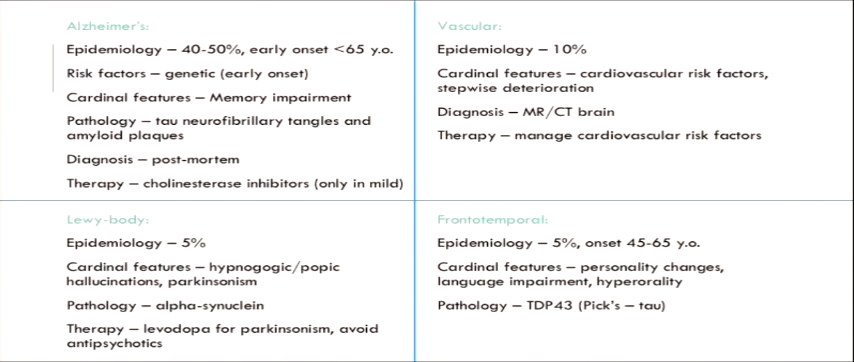 Alzheimer's:
Epidemiology – 40-50%, early onset <65 y.o.
Risk factors – genetic (early onset)
Cardinal features – Memory impairment
Pathology – tau neurofibrillary tangles and
amyloid plaques
Diagnosis – post-mortem
Therapy – cholinesterase inhibitors (only in mild)
Vascular:
Epidemiology – 10%
Cardinal features – cardiovascular risk factors,
stepwise deterioration
Diagnosis – MR/CT brain
Therapy – manage cardiovascular risk factors
Lewy-body:
Epidemiology – 5%
Cardinal features – hypnogogic/popic
hallucinations, parkinsonism
Pathology – alpha-synuclein
Therapy – levodopa for parkinsonism, avoid
antipsychotics
Frontotemporal:
Epidemiology – 5%, onset 45-65 y.o.
Cardinal features – personality changes,
language impairment, hyperorality
Pathology – TDP43 (Pick's – tau)